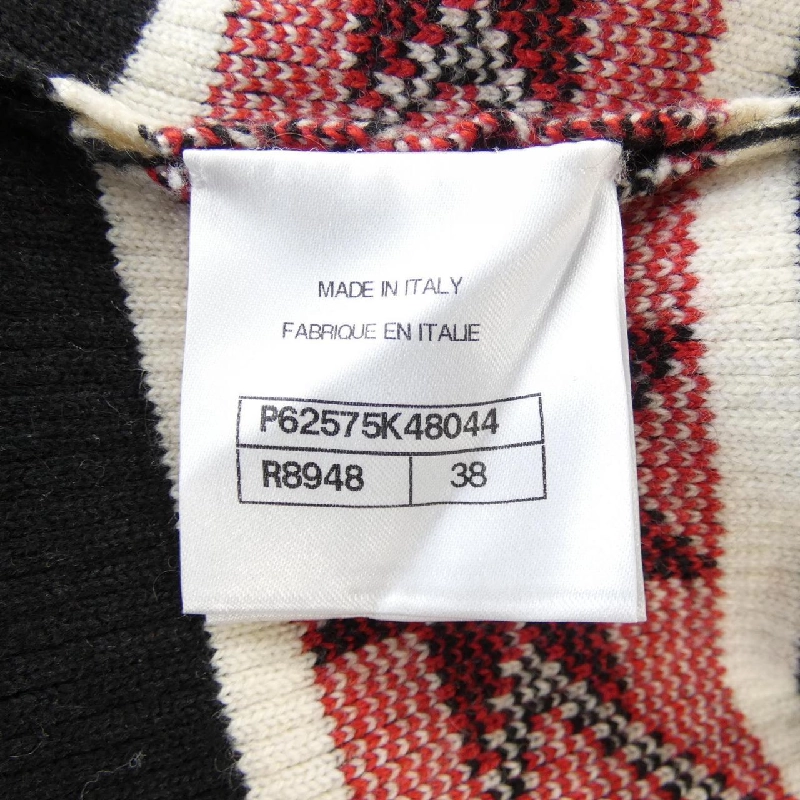 MADE IN ITALY
FABRIQUE EN ITALIE
P62575K48044
R8948 38